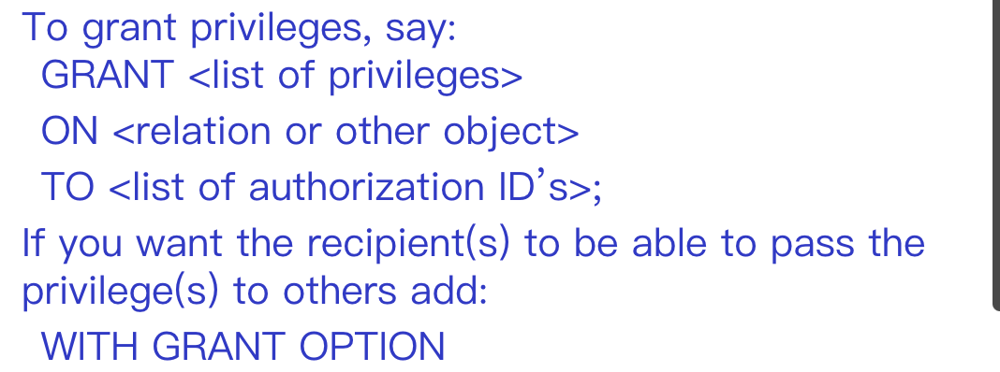 To grant privileges, say:
GRANT <list of privileges>
ON <relation or other object>
TO <list of authorization ID’s>;
If you want the recipient(s) to be able to pass the
privilege(s) to others add:
WITH GRANT OPTION